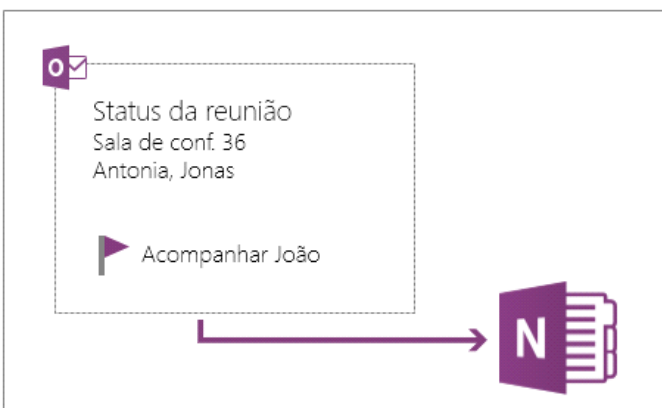 O
Status da reunião
Sala de conf. 36
Antonia, Jonas
Acompanhar João
N